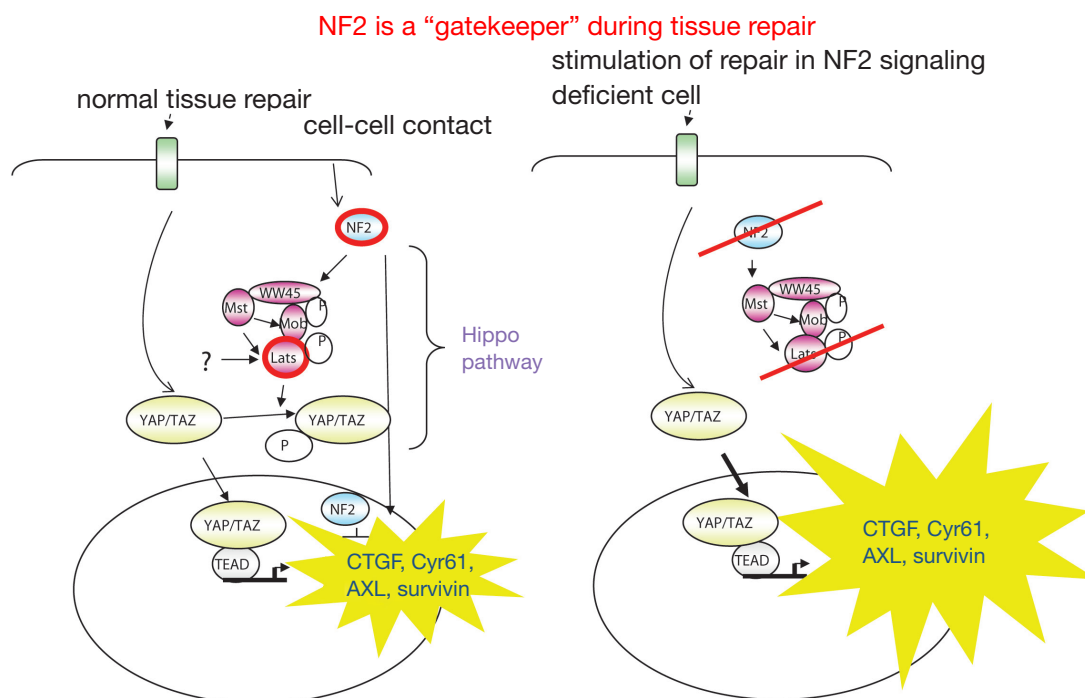 NF2 is a “gatekeeper” during tissue repair
normal tissue repair
cell-cell contact
NF2
WW45
Mst
P
Mob
P
Lats
?
Hippo
pathway
YAP/TAZ
YAP/TAZ
P
NF2
YAP/TAZ
TEAD
CTGF, Cyr61,
AXL, survivin
stimulation of repair in NF2 signaling
deficient cell
NF2
WW45
Mst
P
Mob
P
Lats
YAP/TAZ
YAP/TAZ
TEAD
CTGF, Cyr61,
AXL, survivin